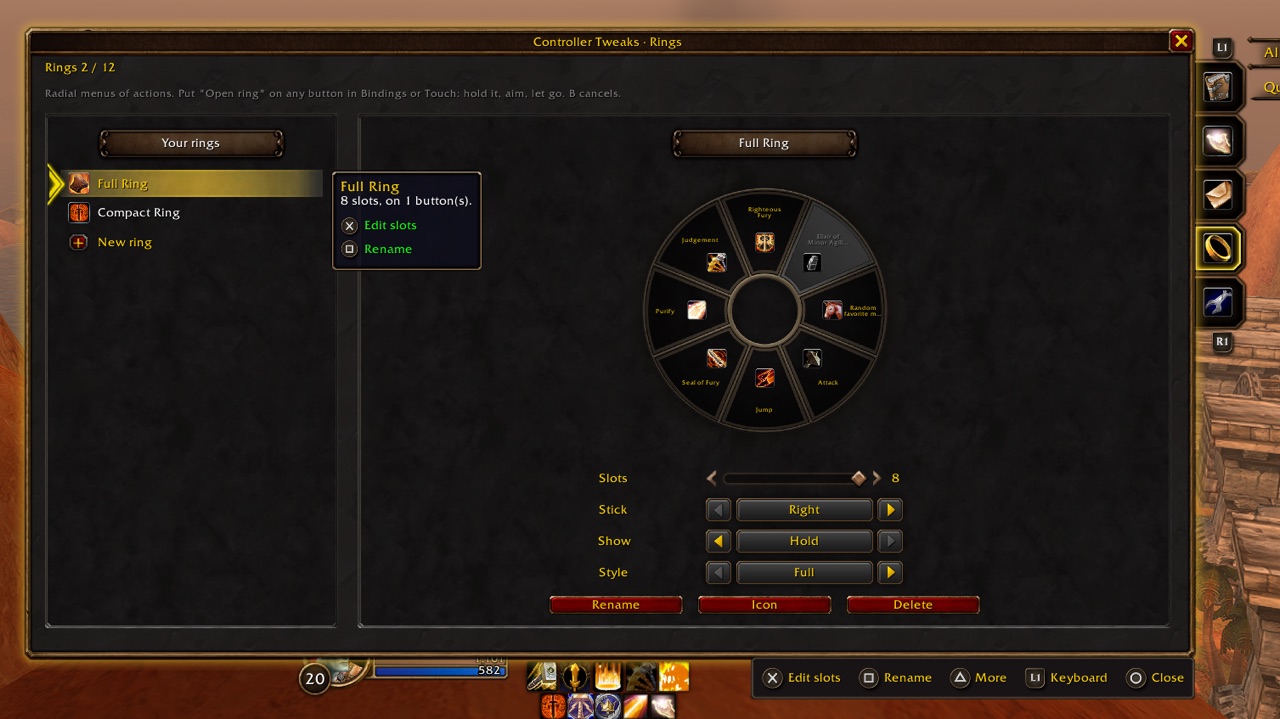 Controller Tweaks · Rings
Rings 2 / 12
Radial menus of actions. Put "Open ring" on any button in Bindings or Touch: hold it, aim, let go. B cancels.
Your rings
Full Ring
Compact Ring
New ring
Full Ring
8 slots, on 1 button(s).
Edit slots
Rename
Full Ring
Righteous
Fury
Elixir of
Minor Agili...
Judgement
Random
favorite m...
Purify
Attack
Seal of Fury
Jump
Slots
8
Stick
Right
Show
Hold
Style
Full
Rename
Icon
Delete
L1
R1
20
582
Edit slots
Rename
More
L1
Keyboard
Close